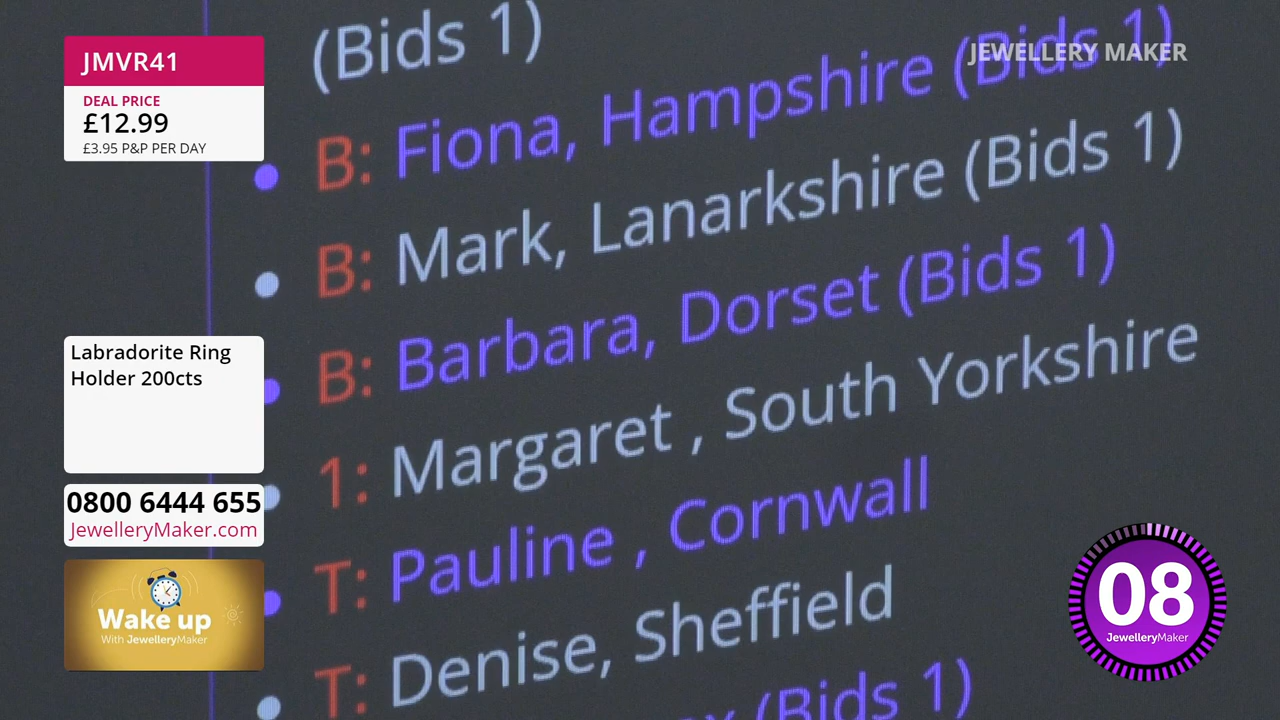 JMVR41
DEAL PRICE
£12.99
£3.95 P&P PER DAY
JEWELLERY MAKER
(Bids 1)
B: Fiona, Hampshire (Bids 1)
B: Mark, Lanarkshire (Bids 1)
B: Barbara, Dorset (Bids 1)
1: Margaret , South Yorkshire
T: Pauline , Cornwall
T: Denise, Sheffield
(Bids 1)
Labradorite Ring
Holder 200cts
0800 6444 655
JewelleryMaker.com
Wake up
With JewelleryMaker
08
JewelleryMaker